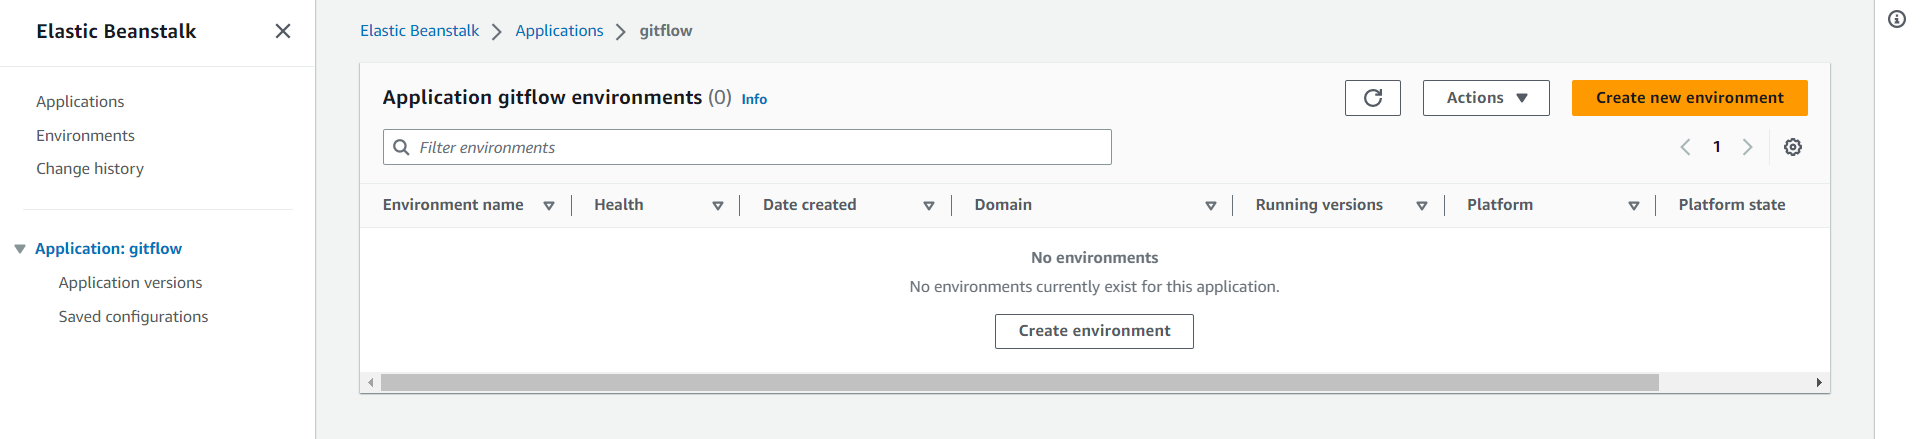 Elastic Beanstalk
Applications
Environments
Change history
Application: gitflow
Application versions
Saved configurations
Elastic Beanstalk Applications gitflow
Application gitflow environments (0) Info
Actions
Create new environment
Filter environments
1
Environment name Health Date created Domain Running versions Platform Platform state
No environments
No environments currently exist for this application.
Create environment